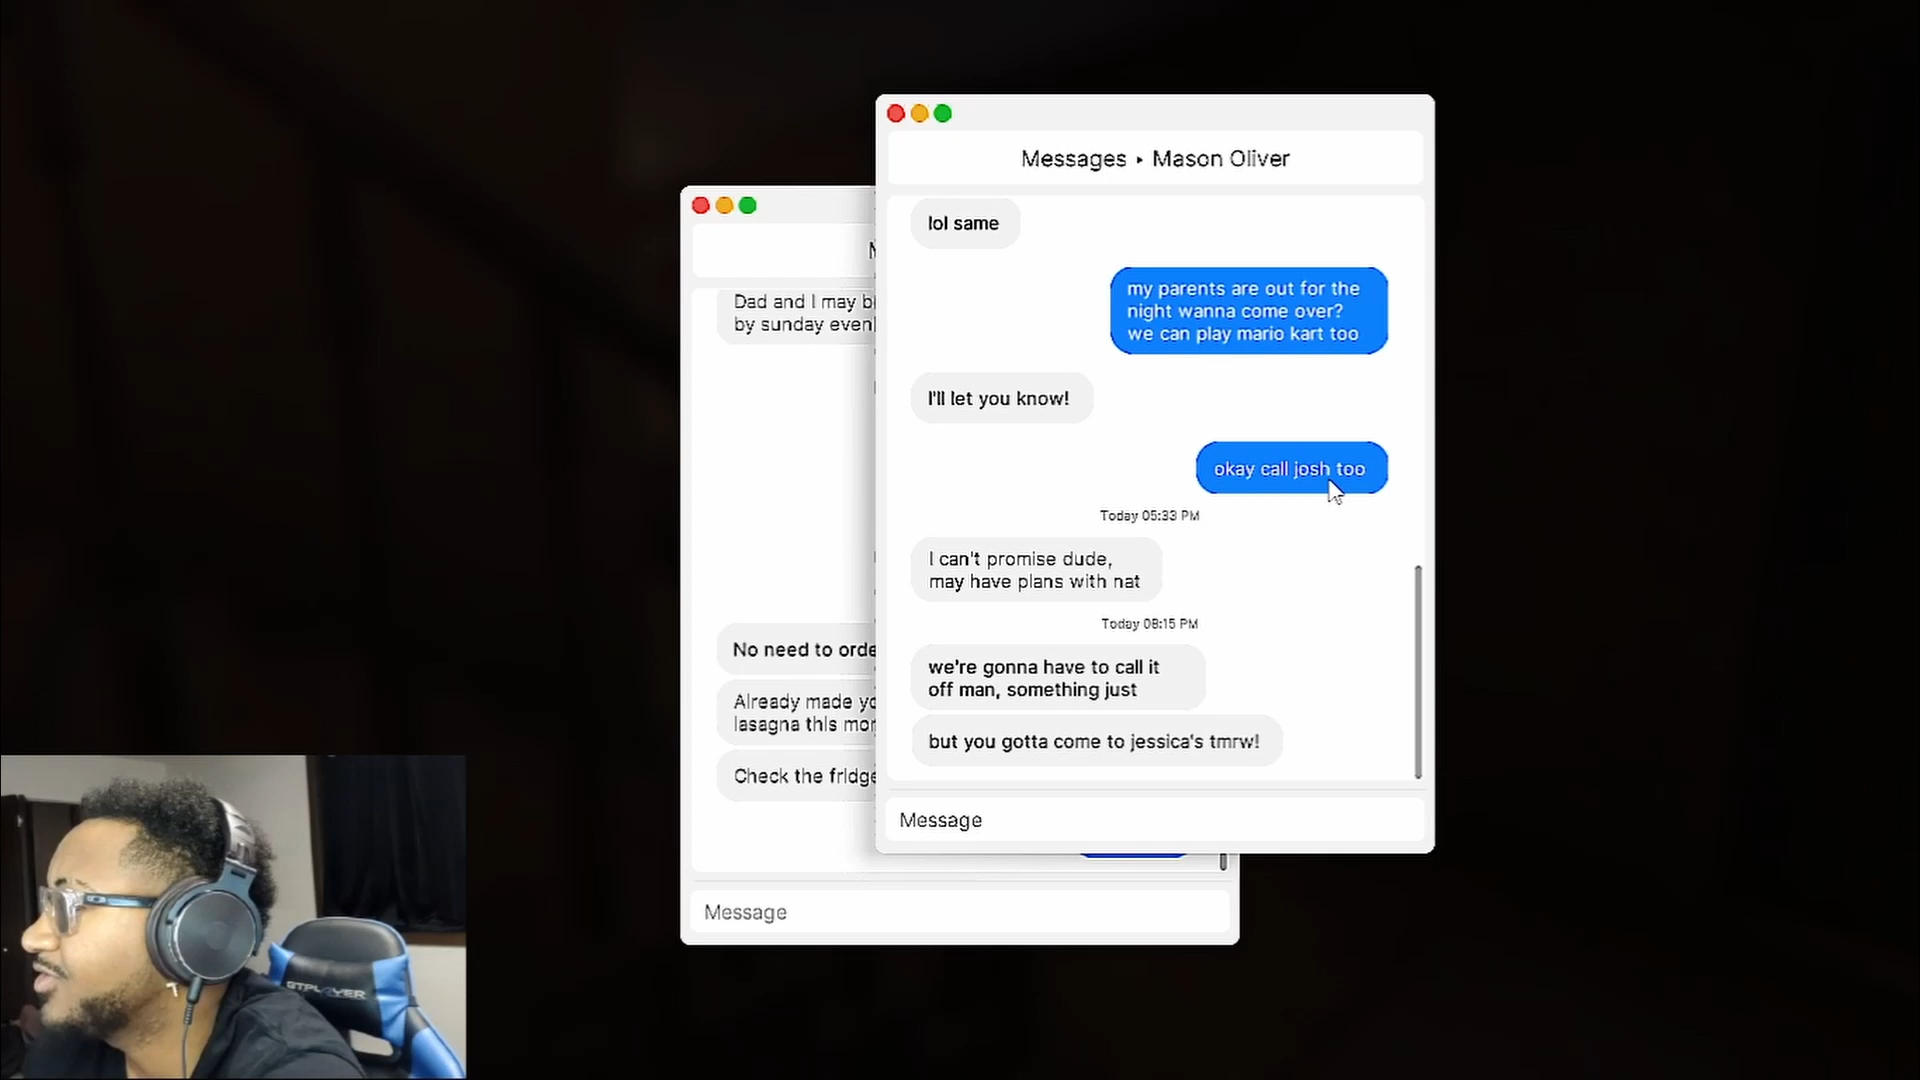 Messages ▸ Mason Oliver
lol same
my parents are out for the
night wanna come over?
we can play mario kart too
I'll let you know!
okay call josh too
Today 05:33 PM
I can't promise dude,
may have plans with nat
Today 08:15 PM
we're gonna have to call it
off man, something just
but you gotta come to jessica's tmrw!
Message
Dad and I may
by sunday
No need to
Already made
lasagna this
Check the fridge
Message
GTPLAYER